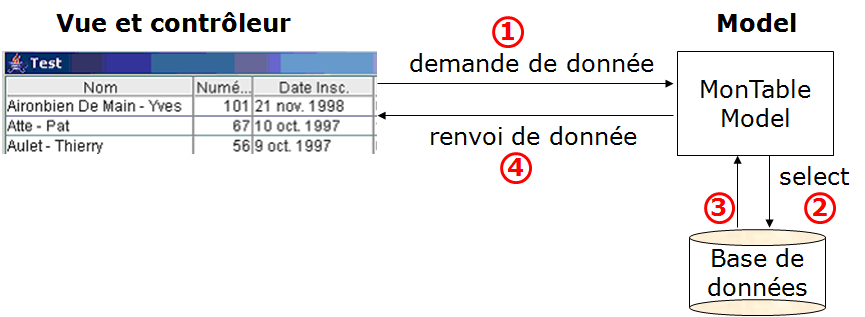 Vue et contrôleur
Model
Test
Nom Numé... Date Insc.
Aironbien De Main - Yves 101 21 nov. 1998
Atte - Pat 67 10 oct. 1997
Aulet - Thierry 56 9 oct. 1997
1
demande de donnée
renvoi de donnée
4
MonTable
Model
select
3 2
Base de
données